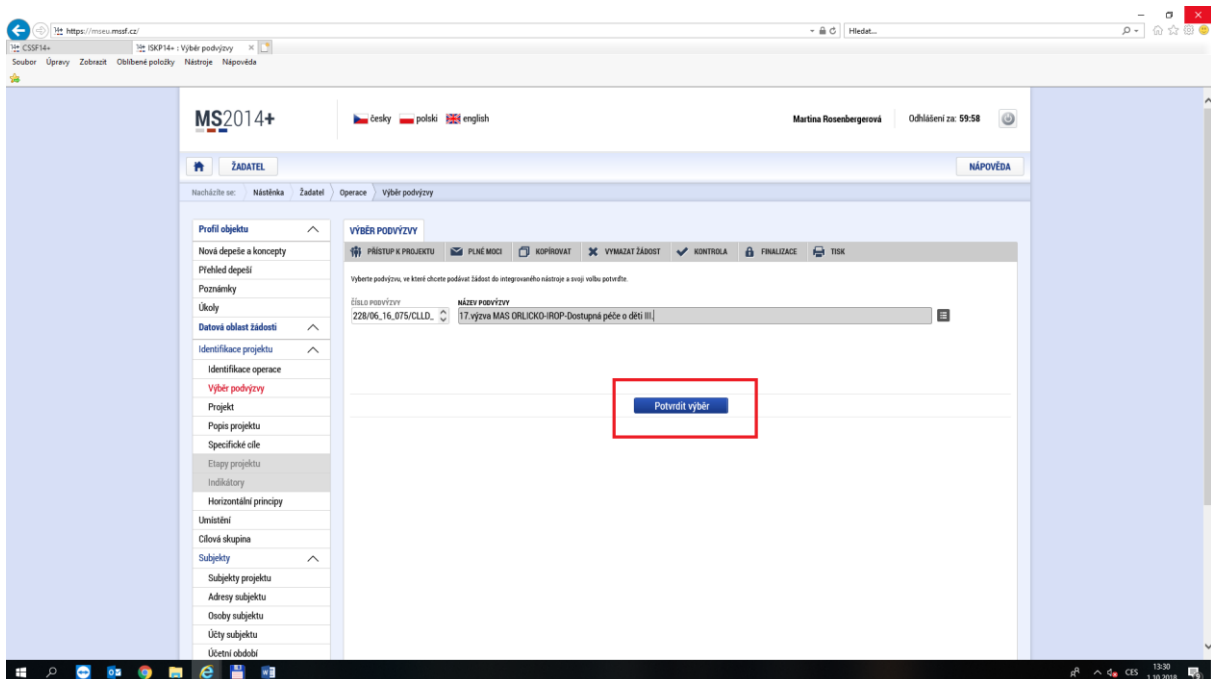 https://mseu.mssf.cz/
Hledat...
CSSF14+
ISKP14+ : Výběr podvýzvy
Soubor Úpravy Zobrazit Oblíbené položky Nástroje Nápověda
MS2014+
česky polski english
Martina Rosenbergerová
Odhlášení za: 59:58
ŽADATEL
NÁPOVĚDA
Nacházíte se: Nástěnka Žadatel Operace Výběr podvýzvy
Profil objektu
Nová depeše a koncepty
Přehled depeší
Poznámky
Úkoly
Datová oblast žádosti
Identifikace projektu
Identifikace operace
Výběr podvýzvy
Projekt
Popis projektu
Specifické cíle
Etapy projektu
Indikátory
Horizontální principy
Umístění
Cílová skupina
Subjekty
Subjekty projektu
Adresy subjektu
Osoby subjektu
Účty subjektu
Účetní období
VÝBĚR PODVÝZVY
PŘÍSTUP K PROJEKTU PLNÉ MOCI KOPÍROVAT VYMAZAT ŽÁDOST KONTROLA FINALIZACE TISK
Vyberte podvýzvu, ve které chcete podávat žádost do integrovaného nástroje a svoji volbu potvrďte.
ČÍSLO PODVÝZVY NÁZEV PODVÝZVY
228/06_16_075/CLLD_ 17.výzva MAS ORLICKO-IROP-Dostupná péče o děti III.
Potvrdit výběr
CES
13:30
1.10.2018